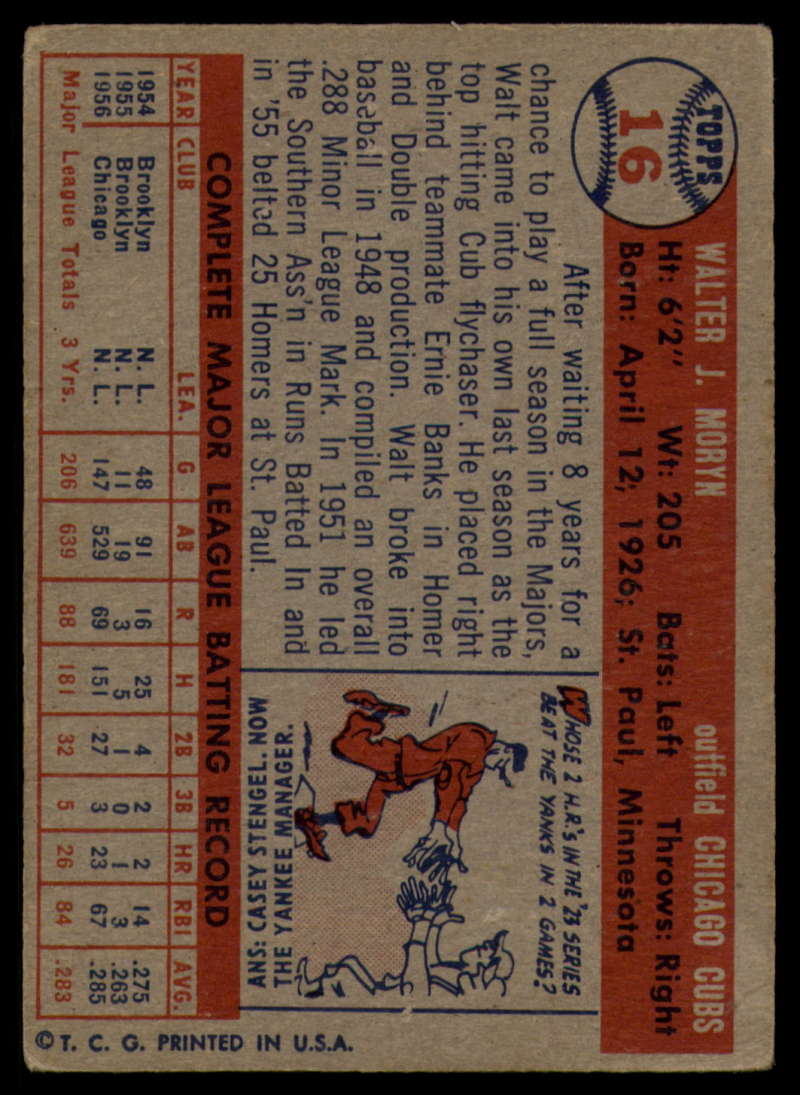 TOPPS
16
WALTER J. MORYN outfield CHICAGO CUBS
Ht: 6'2" Wt: 205 Bats: Left Throws: Right
Born: April 12, 1926; St. Paul, Minnesota
After waiting 8 years for a
chance to play a full season in the Majors,
Walt came into his own last season as the
top hitting Cub flychaser. He placed right
behind teammate Ernie Banks in Homer
and Double production. Walt broke into
baseball in 1948 and compiled an overall
.288 Minor League Mark. In 1951 he led
the Southern Ass'n in Runs Batted In and
in '55 belted 25 Homers at St. Paul.
WHOSE 2 H.R.'S IN THE '23 SERIES
BEAT THE YANKS IN 2 GAMES?
ANS: CASEY STENGEL, NOW
THE YANKEE MANAGER.
COMPLETE MAJOR LEAGUE BATTING RECORD
YEAR CLUB LEA. G AB R H 2B 3B HR RBI AVG.
1954 Brooklyn N. L. 48 91 16 25 4 2 2 14 .275
1955 Brooklyn N. L. 11 19 3 5 1 0 1 3 .263
1956 Chicago N. L. 147 529 69 151 27 3 23 67 .285
Major League Totals 3 Yrs. 206 639 88 181 32 5 26 84 .283
© T. C. G. PRINTED IN U.S.A.